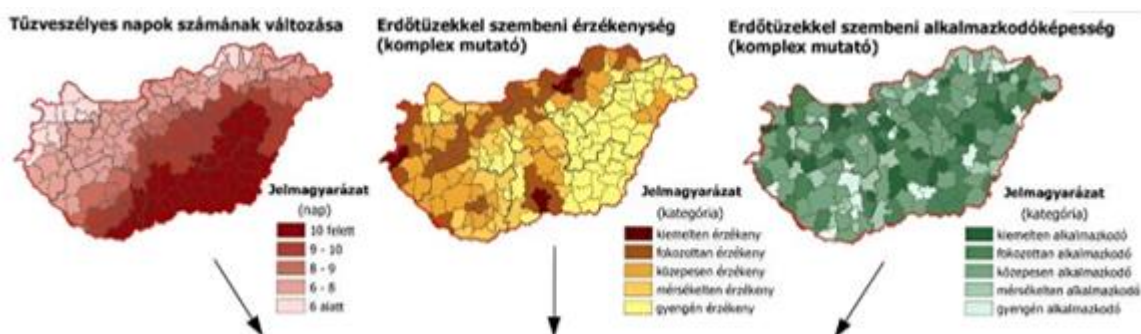 Tűzveszélyes napok számának változása
Jelmagyarázat
(nap)
10 felett
9 - 10
8 - 9
6 - 8
6 alatt
Erdőtüzekkel szembeni érzékenység
(komplex mutató)
Jelmagyarázat
(kategória)
kiemelten érzékeny
fokozottan érzékeny
közepesen érzékeny
mérsékelten érzékeny
gyengén érzékeny
Erdőtüzekkel szembeni alkalmazkodóképesség
(komplex mutató)
Jelmagyarázat
(kategória)
kiemelten alkalmazkodó
fokozottan alkalmazkodó
közepesen alkalmazkodó
mérsékelten alkalmazkodó
gyengén alkalmazkodó